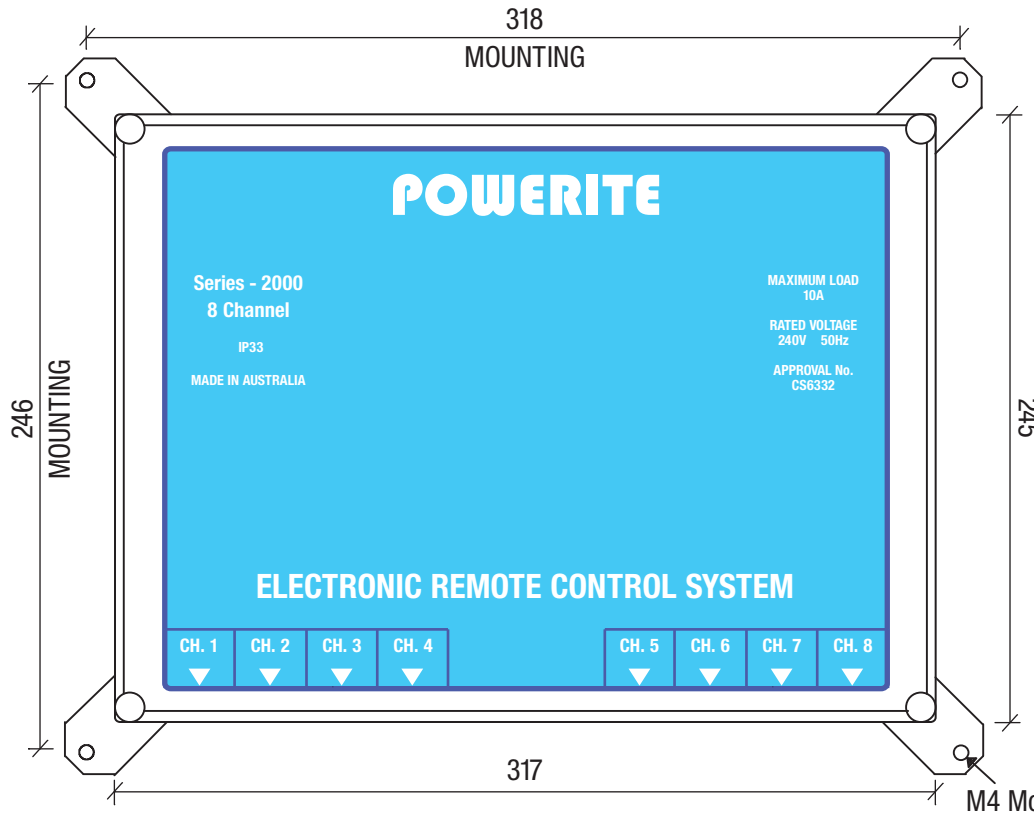 318
MOUNTING
POWERITE
Series - 2000
8 Channel
IP33
MADE IN AUSTRALIA
MAXIMUM LOAD
10A
RATED VOLTAGE
240V 50Hz
APPROVAL No.
CS6332
246
MOUNTING
245
ELECTRONIC REMOTE CONTROL SYSTEM
CH. 1 CH. 2 CH. 3 CH. 4 CH. 5 CH. 6 CH. 7 CH. 8
317
M4